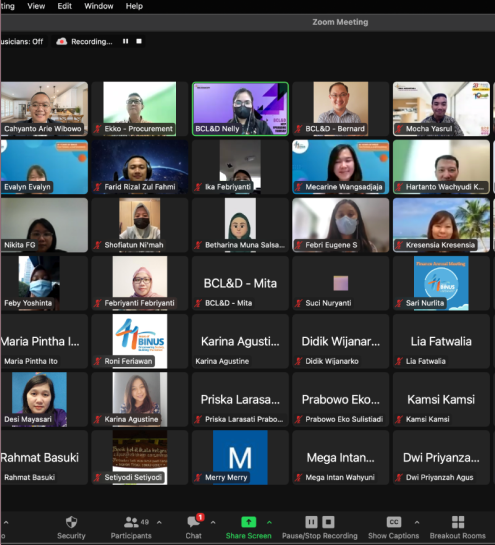 ting View Edit Window Help
Zoom Meeting
usicians: Off Recording...
Cahyanto Arie Wibowo Ekko - Procurement BCL&D Nelly BCL&D - Bernard Mocha Yasrul
Evalyn Evalyn Farid Rizal Zul Fahmi Ika Febriyanti Mecarine Wangsadjaja Hartanto Wachyudi K...
Nikita FG Shofiatun Ni'mah Betharina Muna Salsa... Febri Eugene S Kresensia Kresensia
BCL&D - Mita
Finance Annual Meeting
BINUS
Feby Yoshinta Febriyanti Febriyanti BCL&D - Mita Suci Nuryanti Sari Nurlita
Maria Pintha I... Karina Agusti... Didik Wijanar... Lia Fatwalia
BINUS
Maria Pintha Ito Roni Feriawan Karina Agustine Didik Wijanarko Lia Fatwalia
Priska Larasa... Prabowo Eko... Kamsi Kamsi
Desi Mayasari Karina Agustine Priska Larasati Prabo... Prabowo Eko Sulistiadi Kamsi Kamsi
Rahmat Basuki M Mega Intan... Dwi Priyanza...
Rahmat Basuki Setiyodi Setiyodi Merry Merry Mega Intan Wahyuni Dwi Priyanzah Agus
49 1 CC
o Security Participants Chat Share Screen Pause/Stop Recording Show Captions Breakout Rooms